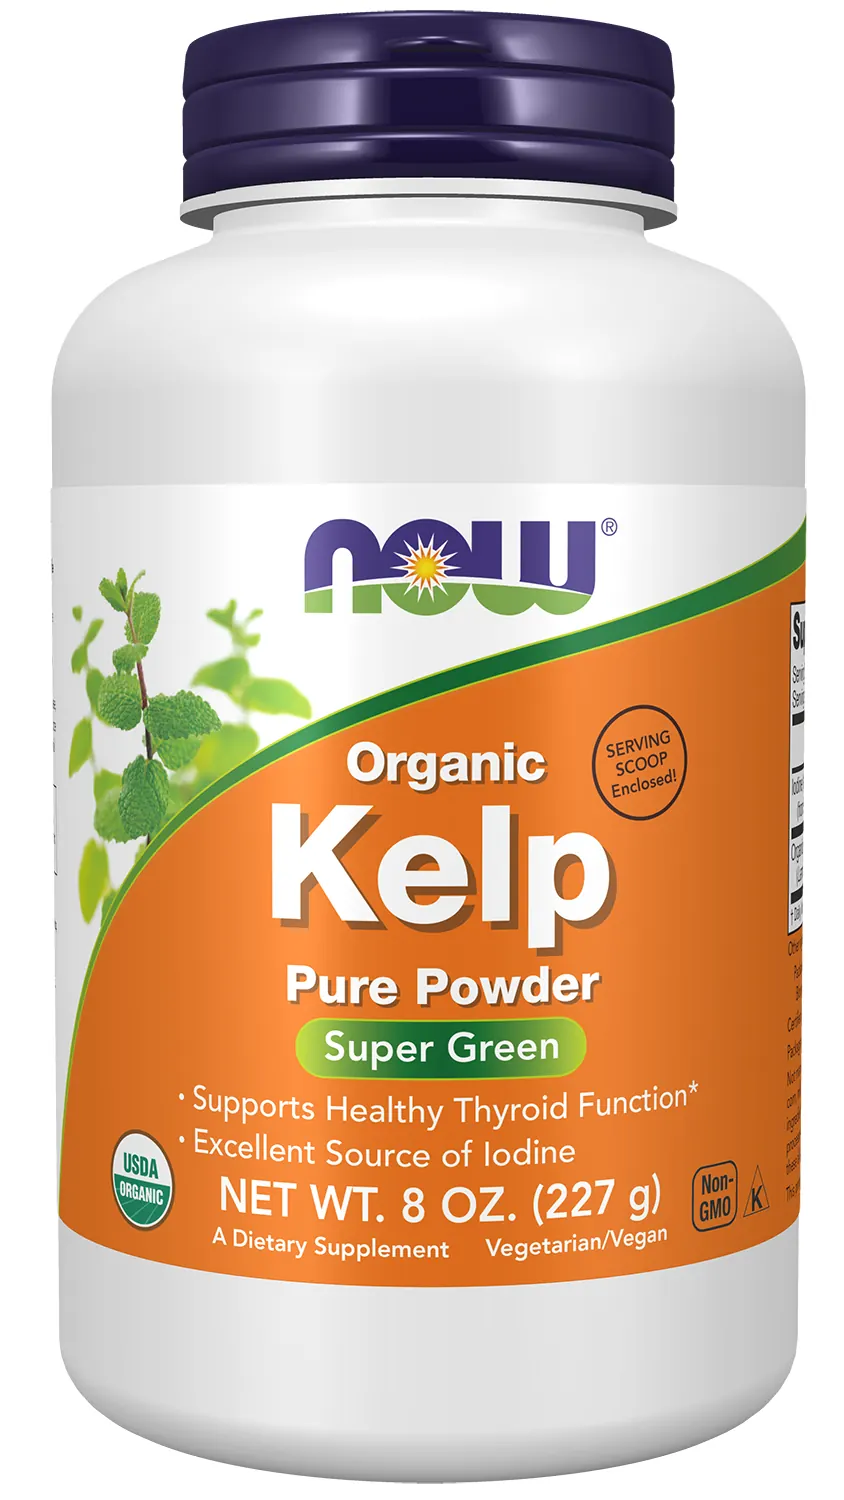 now®
SERVING
SCOOP
Enclosed!
Organic
Kelp
Pure Powder
Super Green
• Supports Healthy Thyroid Function*
• Excellent Source of Iodine
USDA
ORGANIC
NET WT. 8 OZ. (227 g)
Non-
GMO
K
A Dietary Supplement
Vegetarian/Vegan